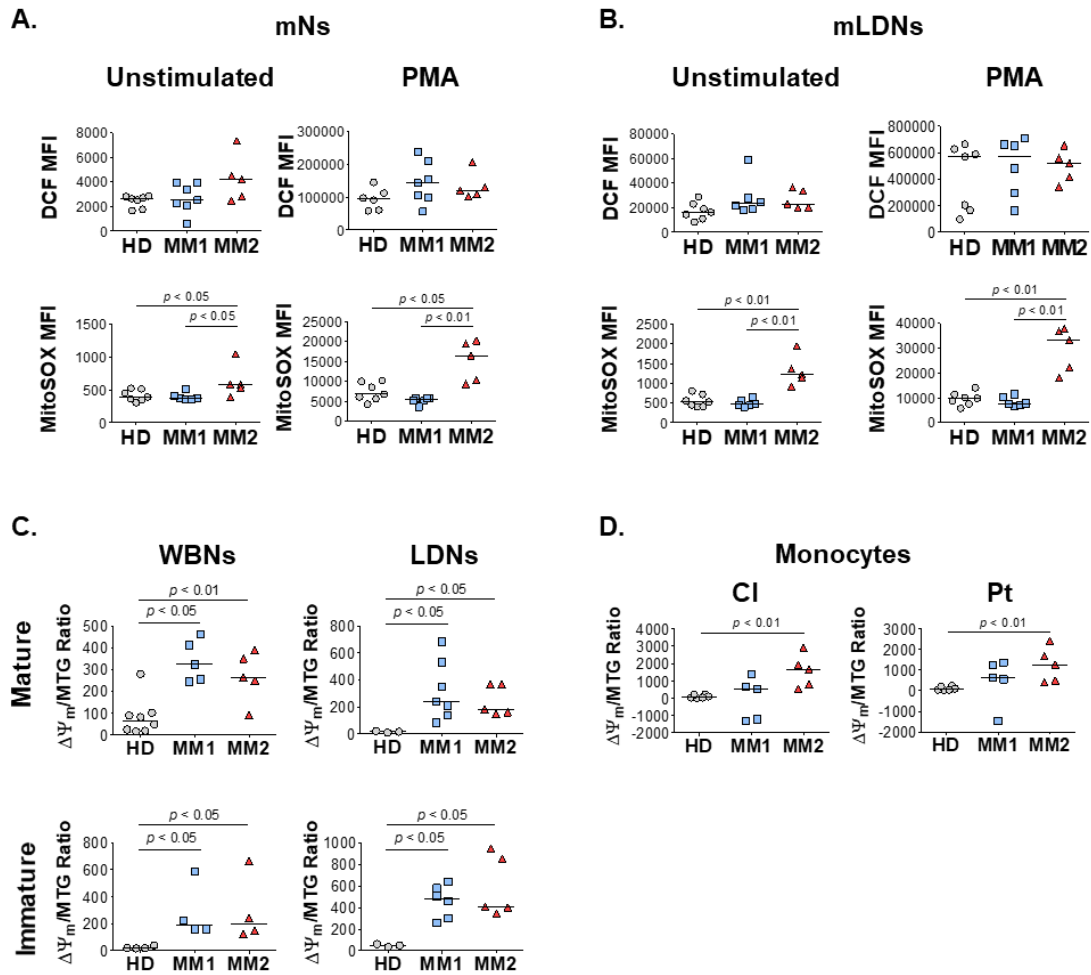 A.
mNs
Unstimulated
PMA
DCF MFI
8000
6000
4000
2000
0
HD MM1 MM2
DCF MFI
300000
200000
100000
0
HD MM1 MM2
MitoSOX MFI
1500
1000
500
0
p < 0.05
p < 0.05
HD MM1 MM2
MitoSOX MFI
25000
20000
15000
10000
5000
0
p < 0.05
p < 0.01
HD MM1 MM2
B.
mLDNs
Unstimulated
PMA
DCF MFI
80000
60000
40000
20000
0
HD MM1 MM2
DCF MFI
800000
600000
400000
200000
0
HD MM1 MM2
MitoSOX MFI
2500
2000
1500
1000
500
0
p < 0.01
p < 0.01
HD MM1 MM2
MitoSOX MFI
40000
30000
20000
10000
0
p < 0.01
p < 0.01
HD MM1 MM2
C.
WBNs
LDNs
Mature
ΔΨm/MTG Ratio
500
400
300
200
100
0
p < 0.01
p < 0.05
HD MM1 MM2
ΔΨm/MTG Ratio
800
600
400
200
0
p < 0.05
p < 0.05
HD MM1 MM2
Immature
ΔΨm/MTG Ratio
800
600
400
200
0
p < 0.05
p < 0.05
HD MM1 MM2
ΔΨm/MTG Ratio
1000
800
600
400
200
0
p < 0.05
p < 0.05
HD MM1 MM2
D.
Monocytes
Cl
Pt
ΔΨm/MTG Ratio
4000
3000
2000
1000
0
-1000
-2000
p < 0.01
HD MM1 MM2
ΔΨm/MTG Ratio
3000
2000
1000
0
-1000
-2000
p < 0.01
HD MM1 MM2